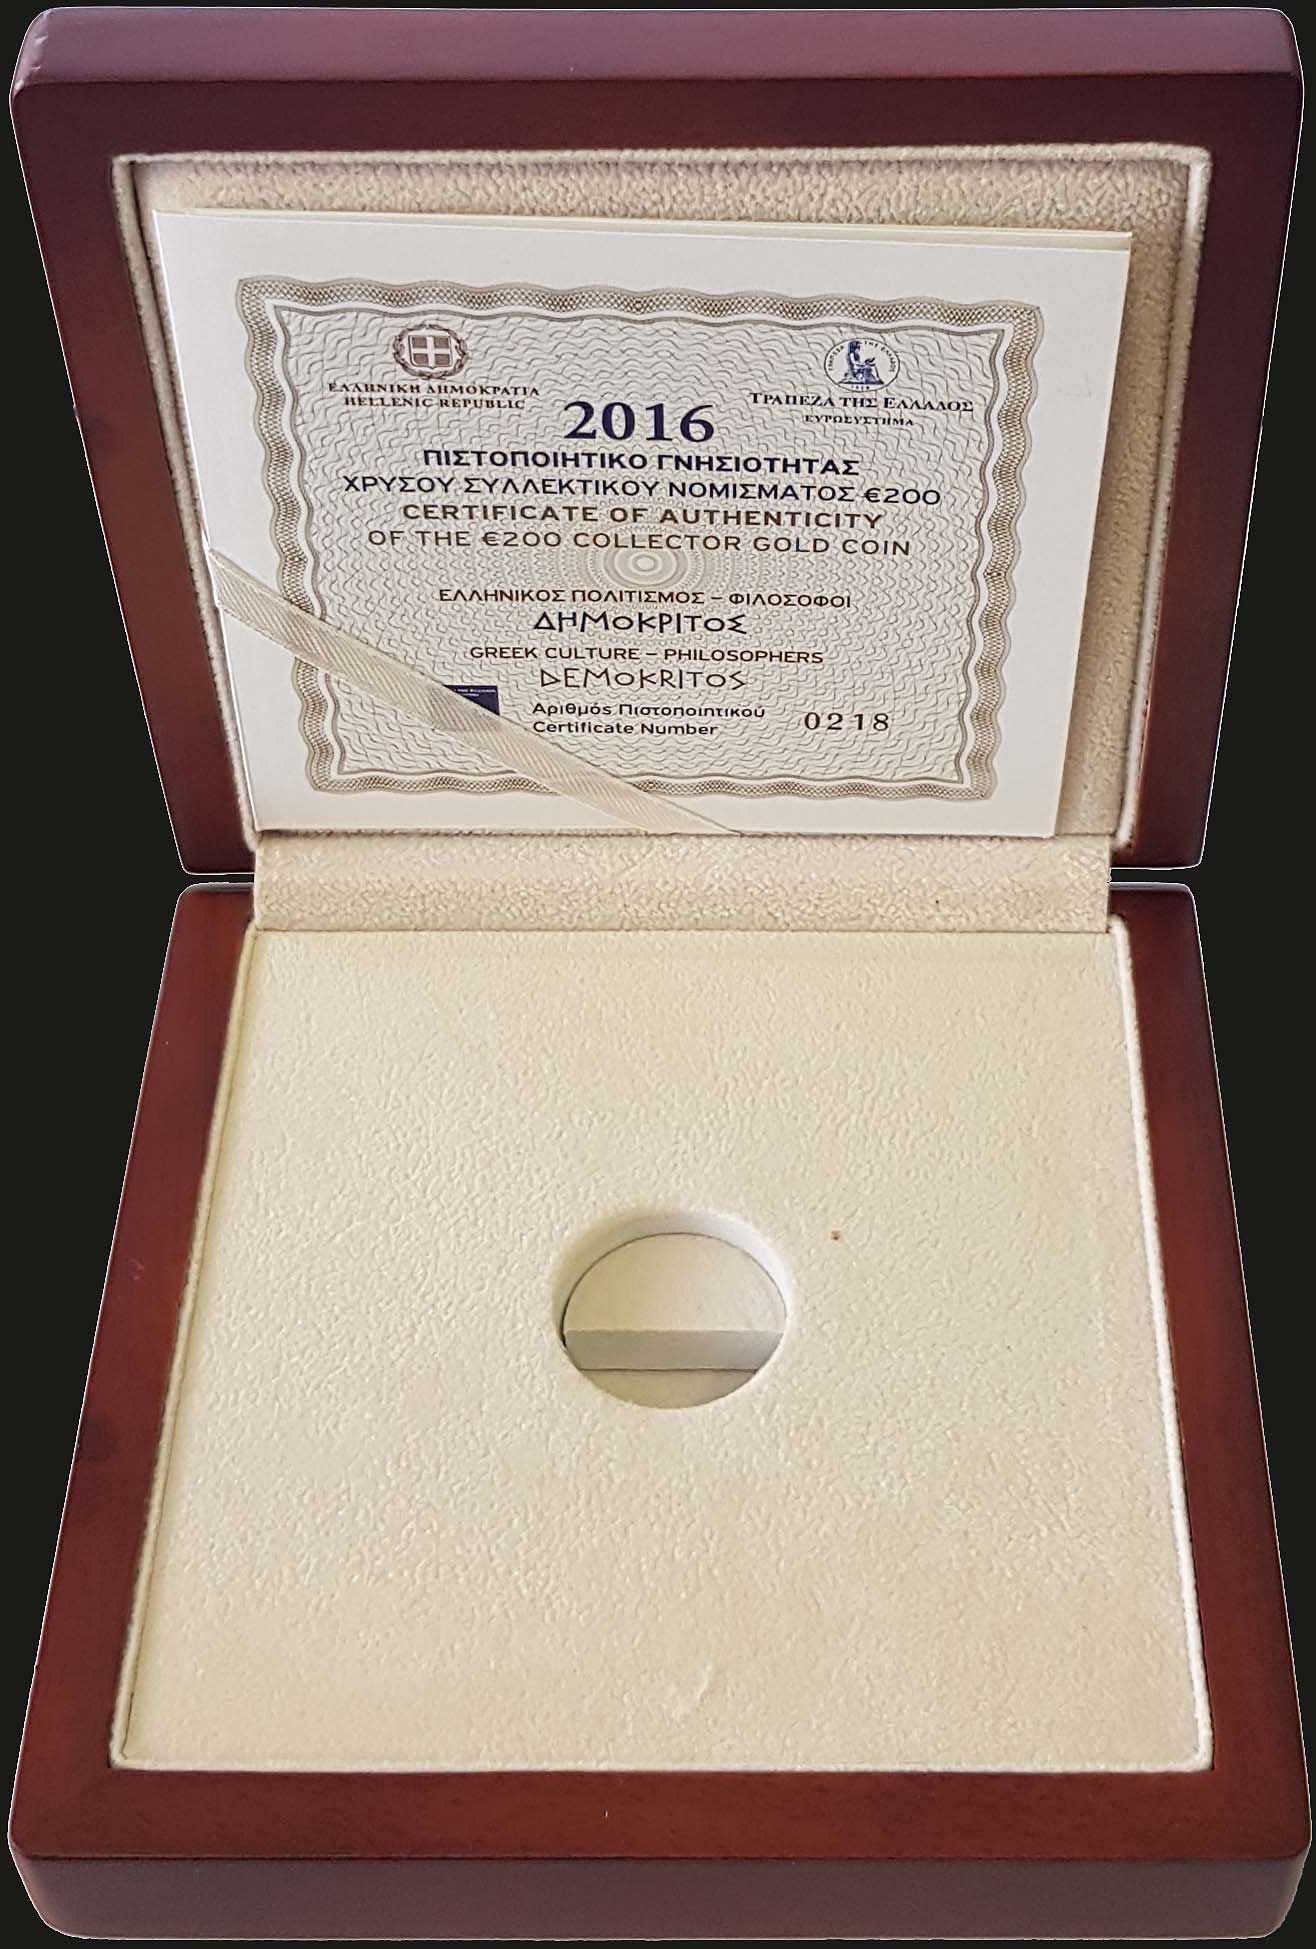 ΕΛΛΗΝΙΚΗ ΔΗΜΟΚΡΑΤΙΑ
HELLENIC REPUBLIC
ΤΡΑΠΕΖΑ ΤΗΣ ΕΛΛΑΔΟΣ
ΕΥΡΩΣΥΣΤΗΜΑ
2016
ΠΙΣΤΟΠΟΙΗΤΙΚΟ ΓΝΗΣΙΟΤΗΤΑΣ
ΧΡΥΣΟΥ ΣΥΛΛΕΚΤΙΚΟΥ ΝΟΜΙΣΜΑΤΟΣ €200
CERTIFICATE OF AUTHENTICITY
OF THE €200 COLLECTOR GOLD COIN
ΕΛΛΗΝΙΚΟΣ ΠΟΛΙΤΙΣΜΟΣ – ΦΙΛΟΣΟΦΟΙ
ΔΗΜΟΚΡΙΤΟΣ
GREEK CULTURE – PHILOSOPHERS
DEMOKRITOS
Αριθμός Πιστοποιητικού
Certificate Number 0218